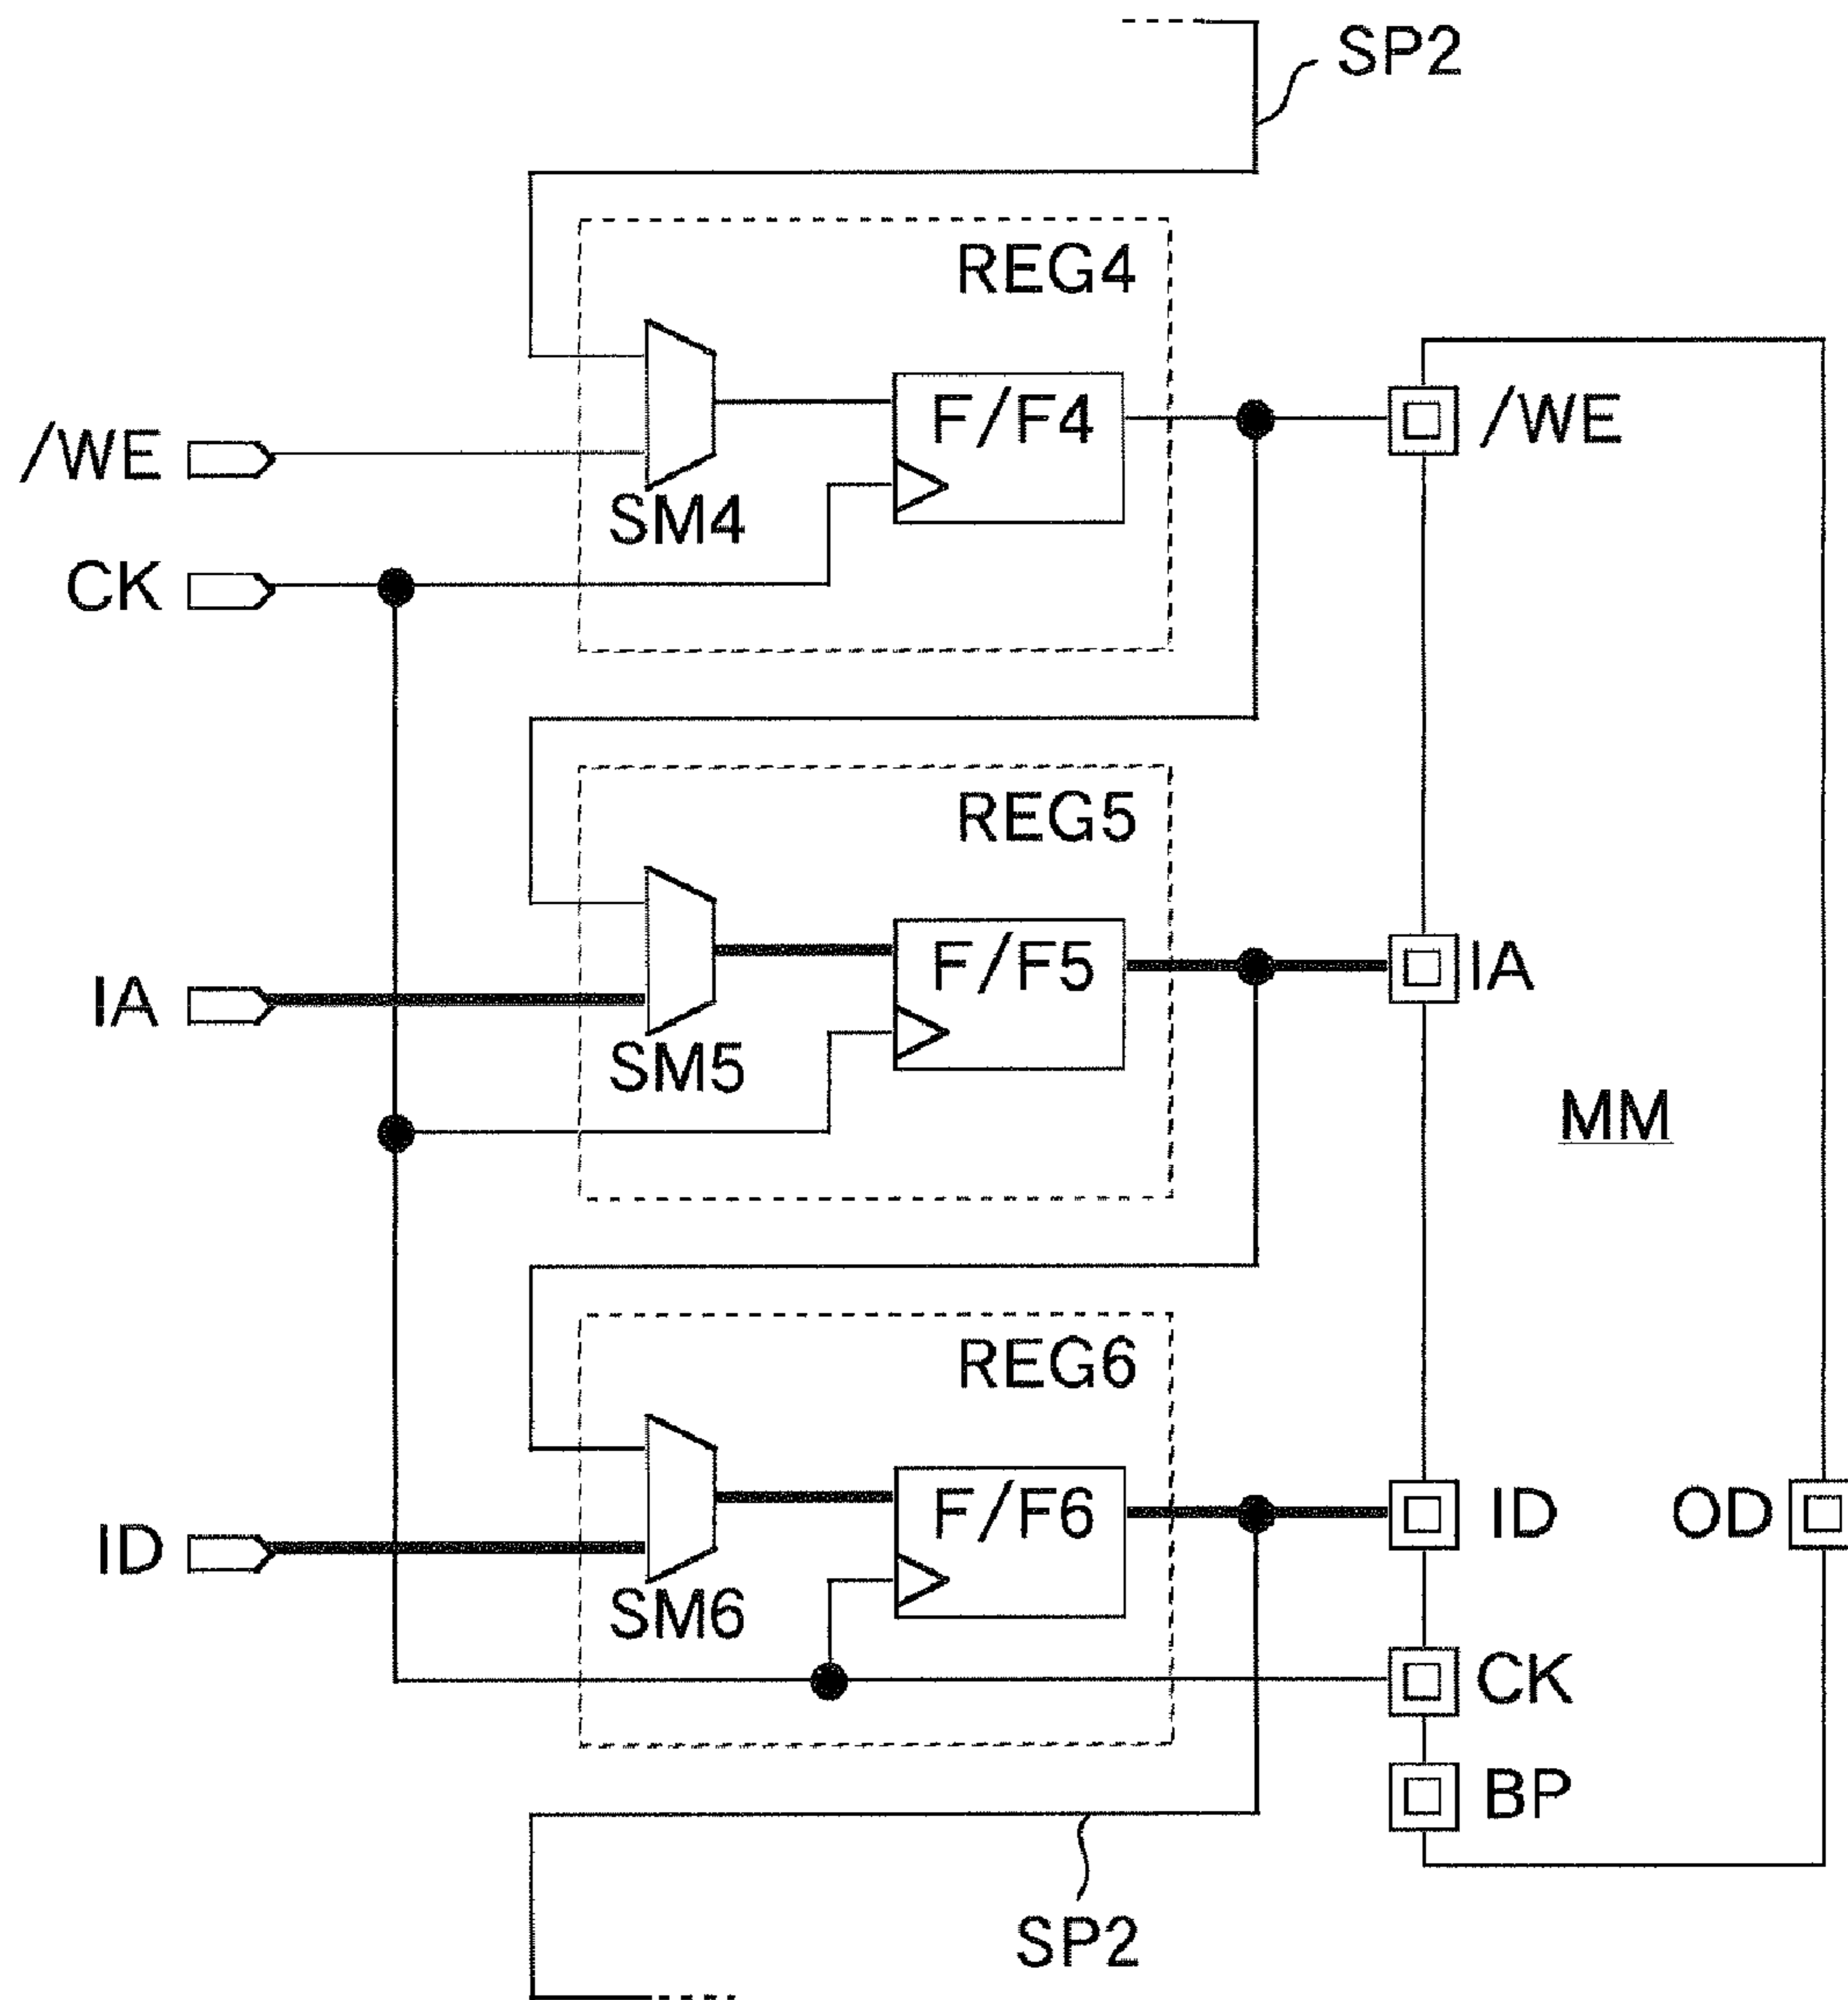 SP2
REG4
F/F4
/WE
/WE
SM4
CK
REG5
F/F5
IA
IA
SM5
MM
REG6
F/F6
ID
OD
ID
SM6
CK
BP
SP2